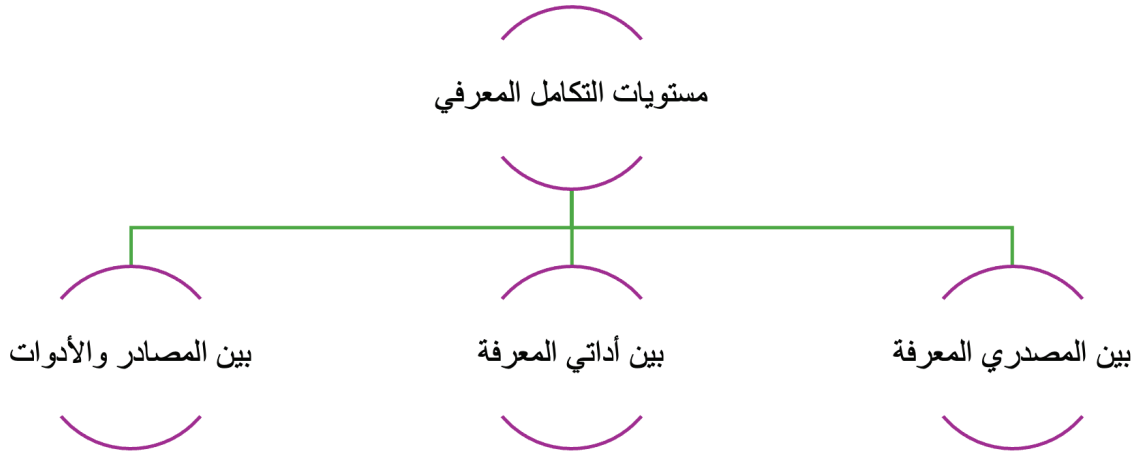 مستويات التكامل المعرفي
بين المصدري المعرفة
بين أداتي المعرفة
بين المصادر والأدوات